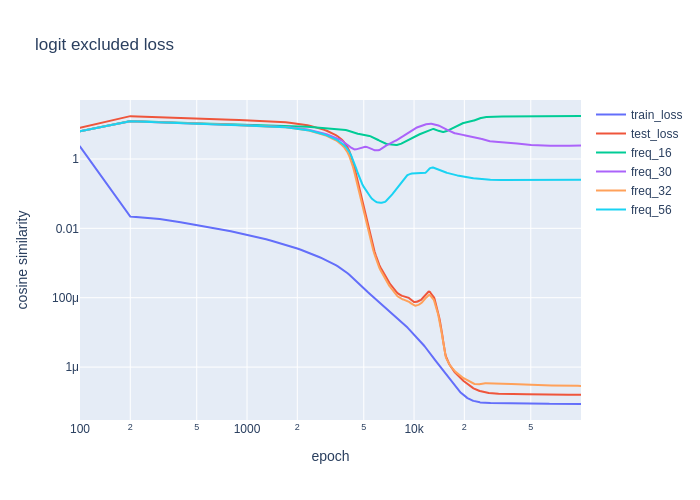 logit excluded loss
cosine similarity
1
0.01
100μ
1μ
100
2
5
1000
2
5
10k
2
5
epoch
train_loss
test_loss
freq_16
freq_30
freq_32
freq_56